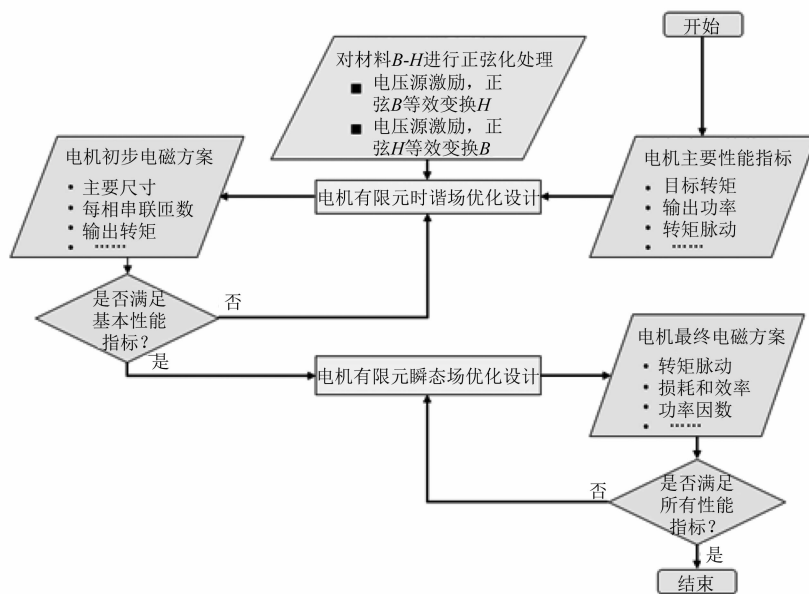 开始
对材料B-H进行正弦化处理
■ 电压源激励，正
弦B等效变换H
■ 电压源激励，正
弦H等效变换B
电机主要性能指标
• 目标转矩
• 输出功率
• 转矩脉动
• ……
电机有限元时谐场优化设计
电机初步电磁方案
• 主要尺寸
• 每相串联匝数
• 输出转矩
• ……
是否满足
基本性能
指标？
否
是
电机有限元瞬态场优化设计
电机最终电磁方案
• 转矩脉动
• 损耗和效率
• 功率因数
• ……
是否满足
所有性能
指标？
否
是
结束